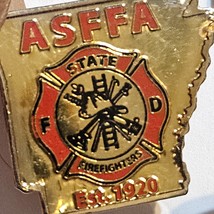 ASFFA
STATE
F D
FIREFIGHTERS
Est. 1920